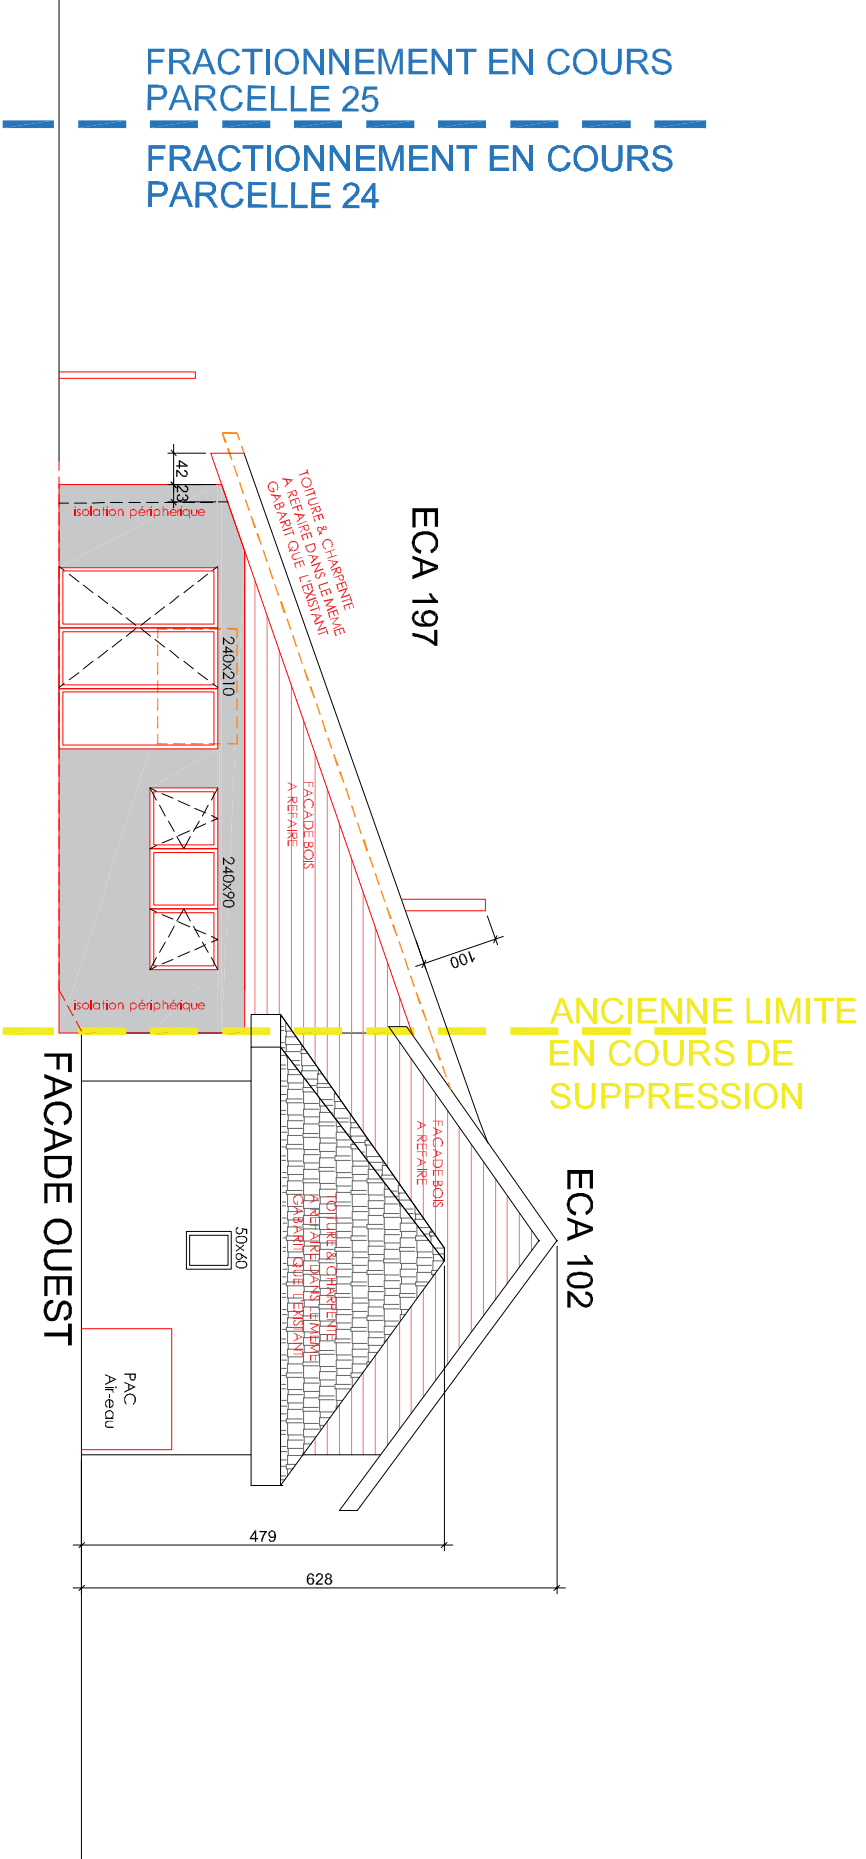 FRACTIONNEMENT EN COURS
PARCELLE 25
FRACTIONNEMENT EN COURS
PARCELLE 24
42
23
isolation périphérique
TOITURE & CHARPENTE
A REFAIRE DANS LE MEME
GABARIT QUE L'EXISTANT
ECA 197
240x210
FACADE BOIS
A REFAIRE
240x90
100
isolation périphérique
ANCIENNE LIMITE
EN COURS DE
SUPPRESSION
FACADE OUEST
FACADE BOIS
A REFAIRE
ECA 102
TOITURE & CHARPENTE
A REFAIRE DANS LE MEME
GABARIT QUE L'EXISTANT
50x60
PAC
Air-eau
479
628